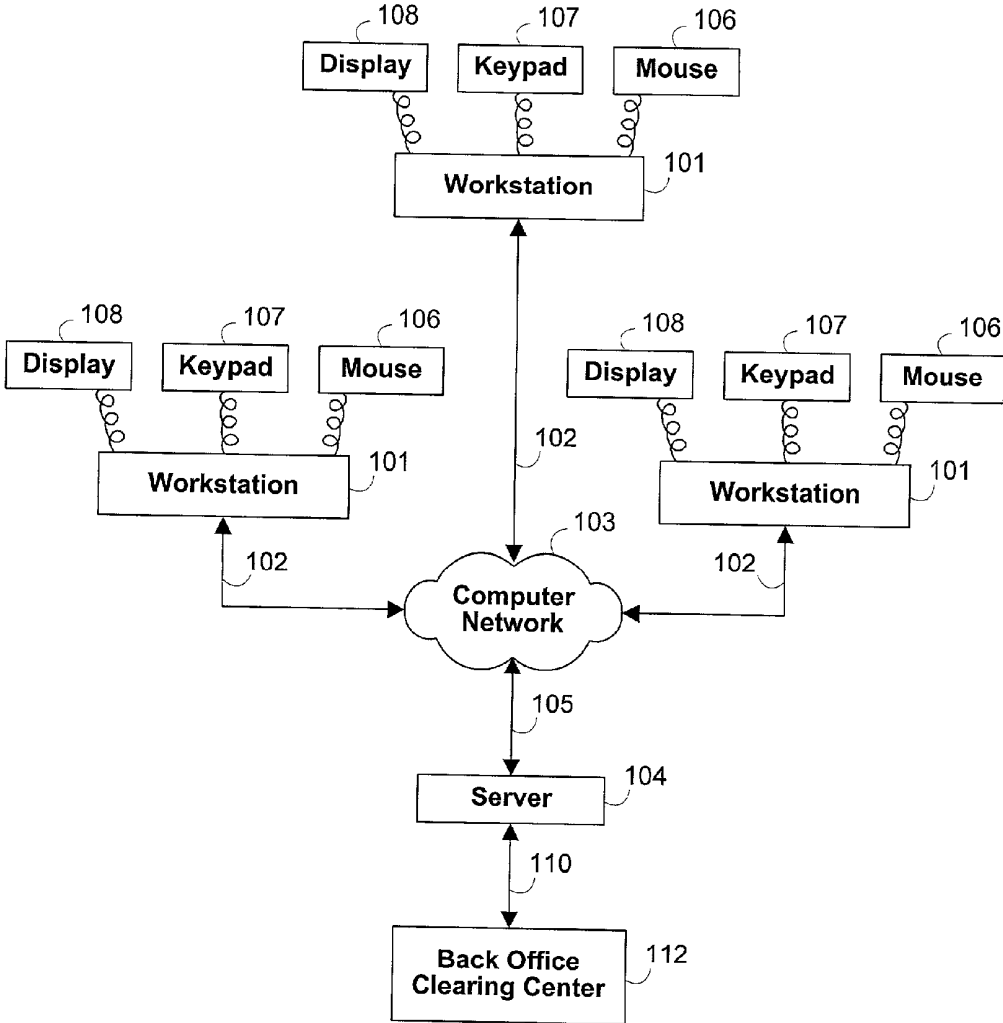 108 107 106
Display Keypad Mouse
101
Workstation
108 107 106 108 107 106
Display Keypad Mouse Display Keypad Mouse
102
101 101
Workstation Workstation
103
102 102
Computer
Network
105
104
Server
110
Back Office
Clearing Center
112